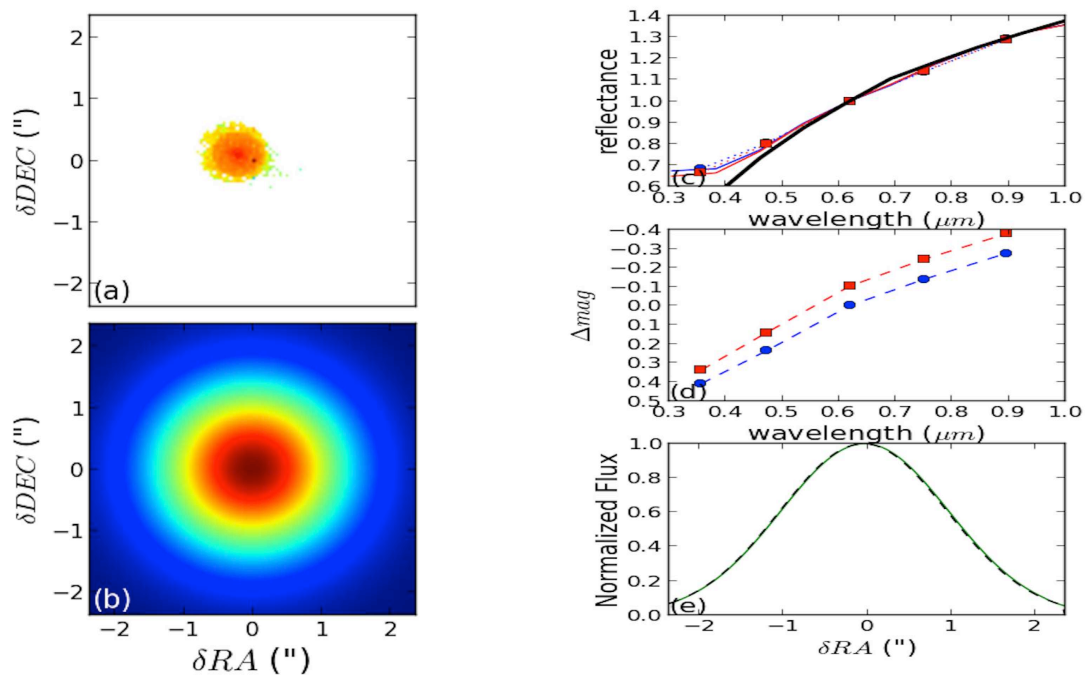 2
1
0
−1
−2
δDEC (")
(a)
2
1
0
−1
−2
δDEC (")
(b)
−2 −1 0 1 2
δRA (")
1.4
1.3
1.2
1.1
1.0
0.9
0.8
0.7
0.6
reflectance
(c)
0.3 0.4 0.5 0.6 0.7 0.8 0.9 1.0
wavelength (μm)
−0.4
−0.3
−0.2
−0.1
0.0
0.1
0.2
0.3
0.4
0.5
Δmag
(d)
0.3 0.4 0.5 0.6 0.7 0.8 0.9 1.0
wavelength (μm)
1.0
0.8
0.6
0.4
0.2
0.0
Normalized Flux
(e)
−2 −1 0 1 2
δRA (")